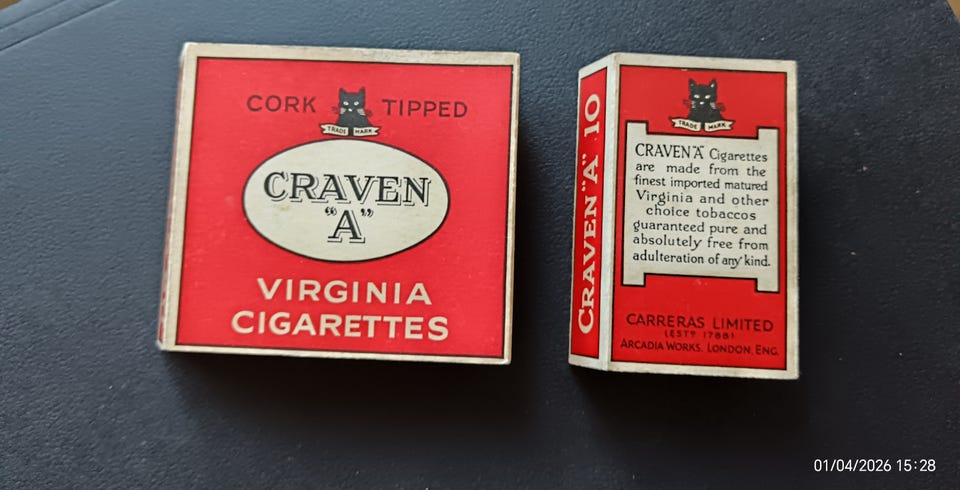 CORK TIPPED
TRADE MARK
CRAVEN
"A"
VIRGINIA
CIGARETTES
CRAVEN "A" 10
TRADE MARK
CRAVEN "A" Cigarettes
are made from the
finest imported matured
Virginia and other
choice tobaccos
guaranteed pure and
absolutely free from
adulteration of any kind.
CARRERAS LIMITED
(ESTD 1788)
ARCADIA WORKS, LONDON, ENG.
01/04/2026 15:28